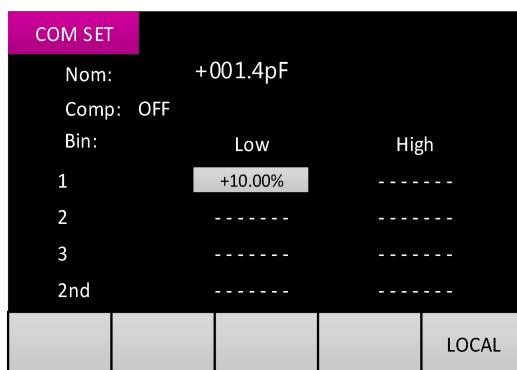 COM SET
Nom: +001.4pF
Comp: OFF
Bin: Low High
1 +10.00% - - - - - - -
2 - - - - - - - - - - - - - -
3 - - - - - - - - - - - - - -
2nd - - - - - - - - - - - - - -
LOCAL